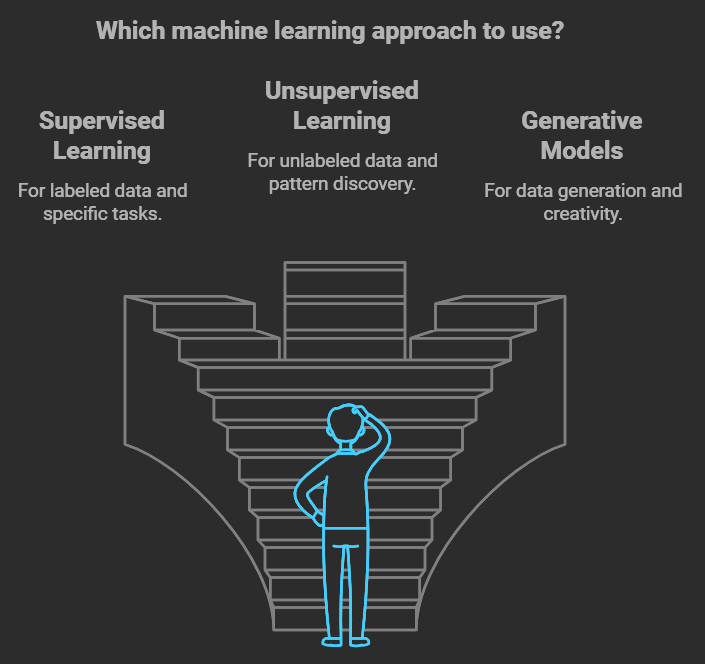 Which machine learning approach to use?
Supervised
Learning
For labeled data and
specific tasks.
Unsupervised
Learning
For unlabeled data and
pattern discovery.
Generative
Models
For data generation and
creativity.